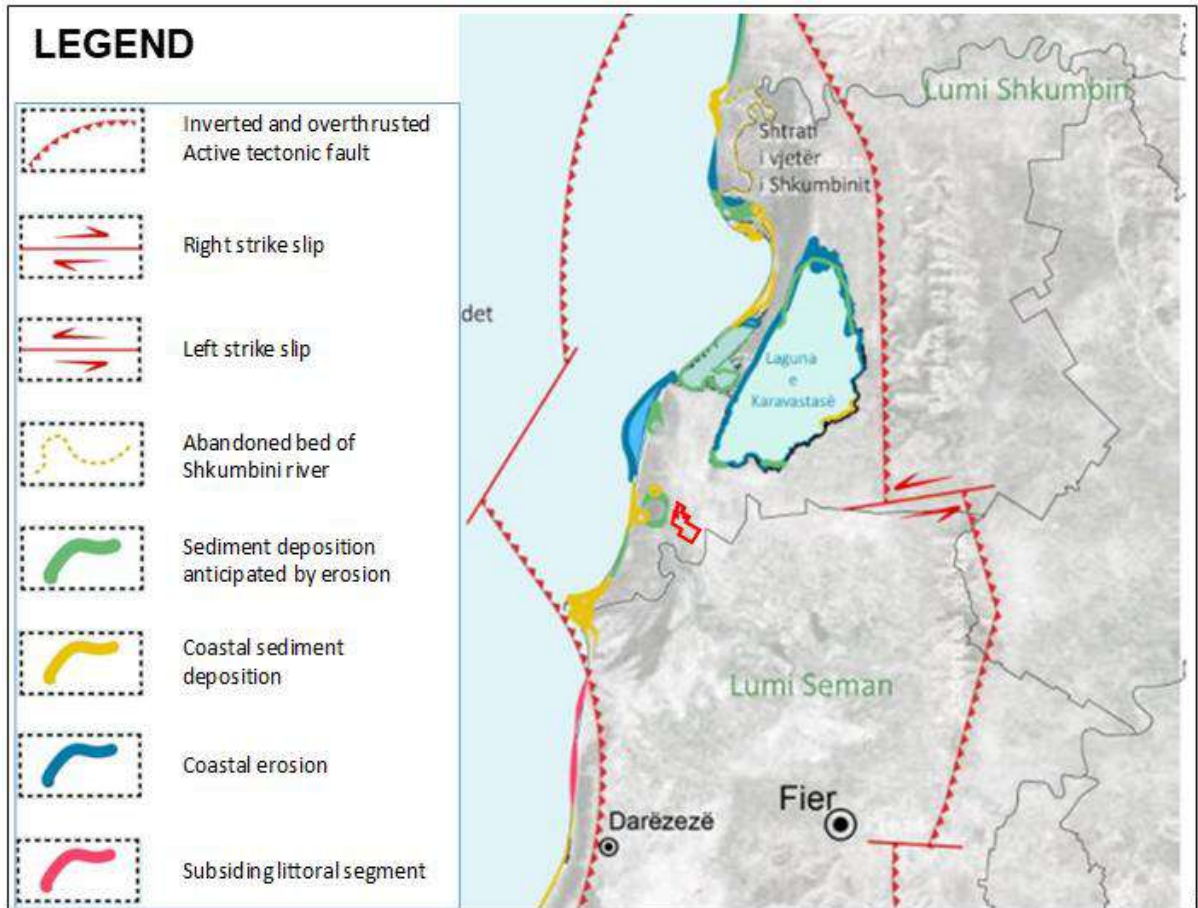 LEGEND
Inverted and overthrusted
Active tectonic fault
Right strike slip
Left strike slip
Abandoned bed of
Shkumbini river
Sediment deposition
anticipated by erosion
Coastal sediment
deposition
Coastal erosion
Subsiding littoral segment
Lumi Shkumbin
Shtrati
i vjetër
i Shkumbinit
det
Laguna
e
Karavastasë
Lumi Seman
Fier
Darëzezë